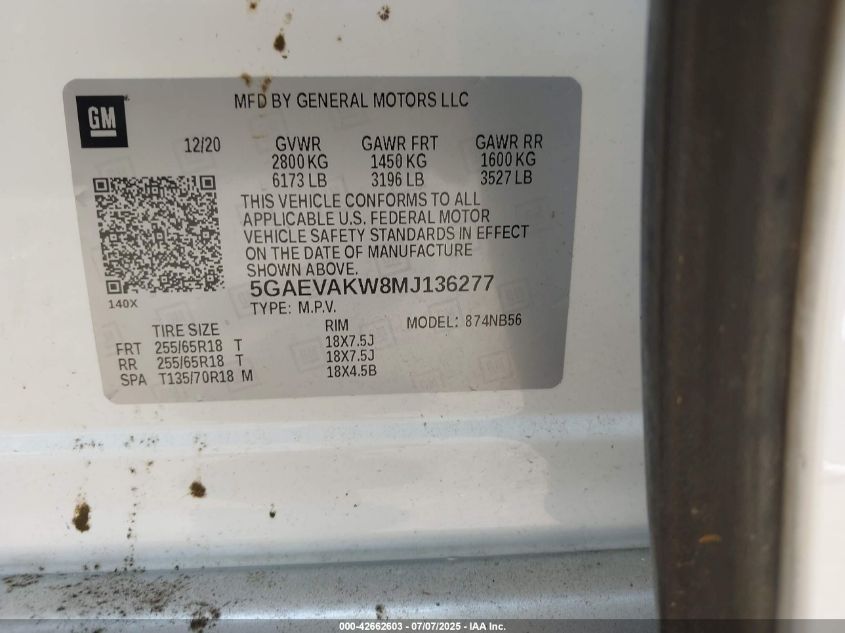 GM
MFD BY GENERAL MOTORS LLC
12/20 GVWR GAWR FRT GAWR RR
2800 KG 1450 KG 1600 KG
6173 LB 3196 LB 3527 LB
THIS VEHICLE CONFORMS TO ALL
APPLICABLE U.S. FEDERAL MOTOR
VEHICLE SAFETY STANDARDS IN EFFECT
ON THE DATE OF MANUFACTURE
SHOWN ABOVE.
140X
5GAEVAKW8MJ136277
TYPE: M.P.V.
TIRE SIZE RIM MODEL: 874NB56
FRT 255/65R18 T 18X7.5J
RR 255/65R18 T 18X7.5J
SPA T135/70R18 M 18X4.5B
000-42662603 - 07/07/2025 - IAA Inc.